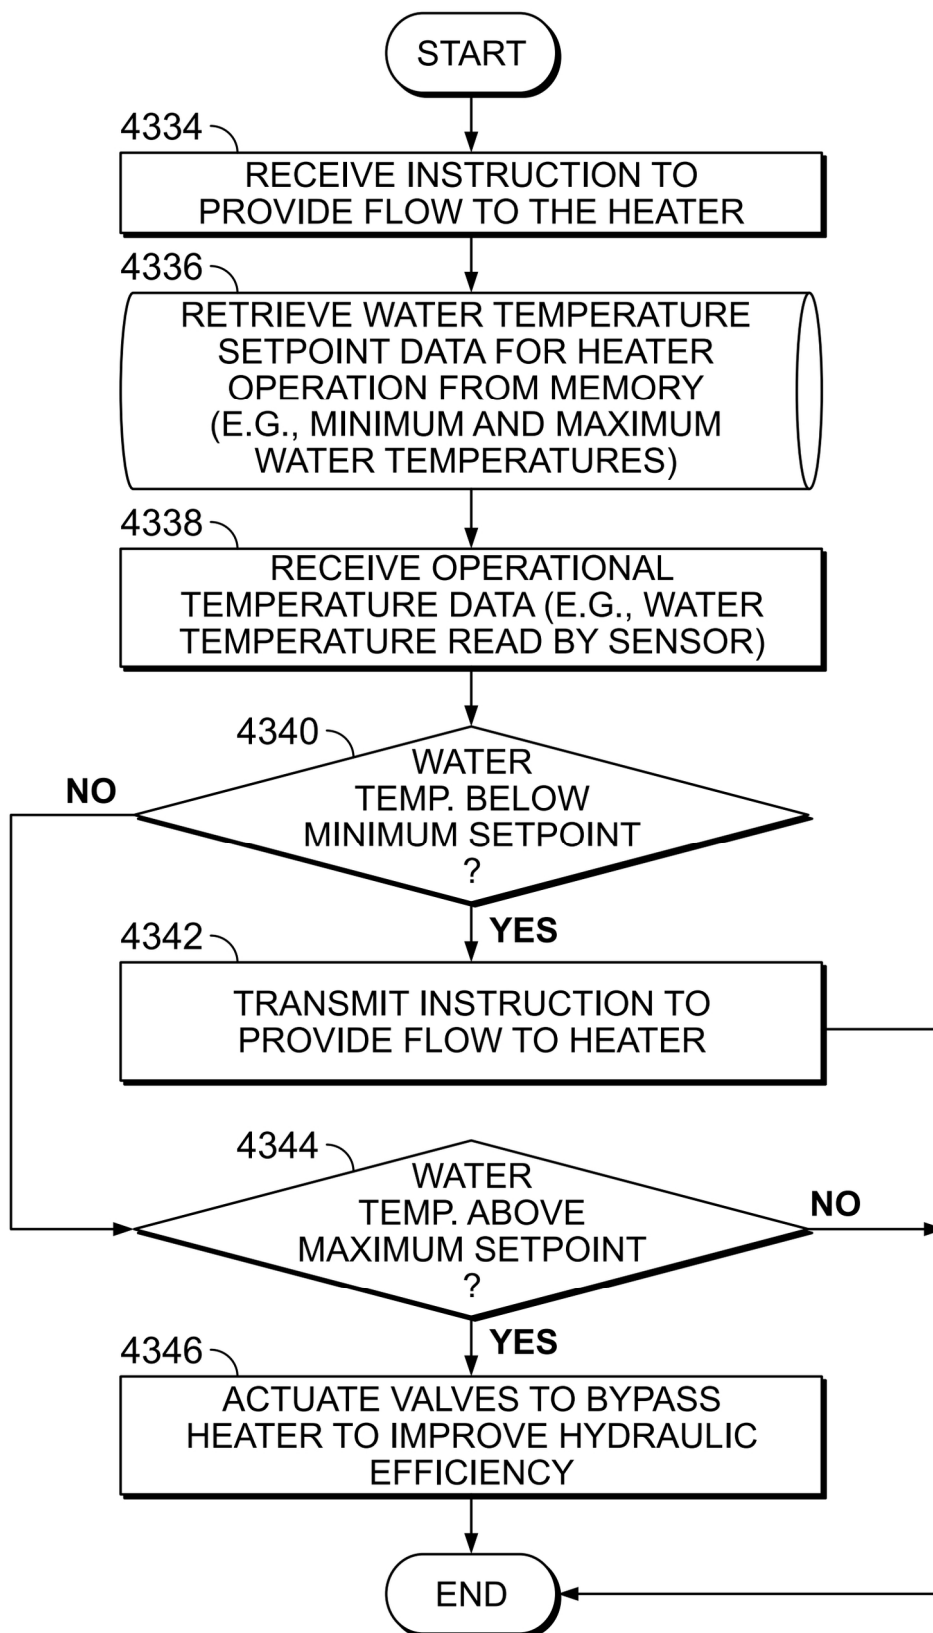 START
4334
RECEIVE INSTRUCTION TO
PROVIDE FLOW TO THE HEATER
4336
RETRIEVE WATER TEMPERATURE
SETPOINT DATA FOR HEATER
OPERATION FROM MEMORY
(E.G., MINIMUM AND MAXIMUM
WATER TEMPERATURES)
4338
RECEIVE OPERATIONAL
TEMPERATURE DATA (E.G., WATER
TEMPERATURE READ BY SENSOR)
4340
WATER
TEMP. BELOW
MINIMUM SETPOINT
?
NO
YES
4342
TRANSMIT INSTRUCTION TO
PROVIDE FLOW TO HEATER
4344
WATER
TEMP. ABOVE
MAXIMUM SETPOINT
?
NO
YES
4346
ACTUATE VALVES TO BYPASS
HEATER TO IMPROVE HYDRAULIC
EFFICIENCY
END